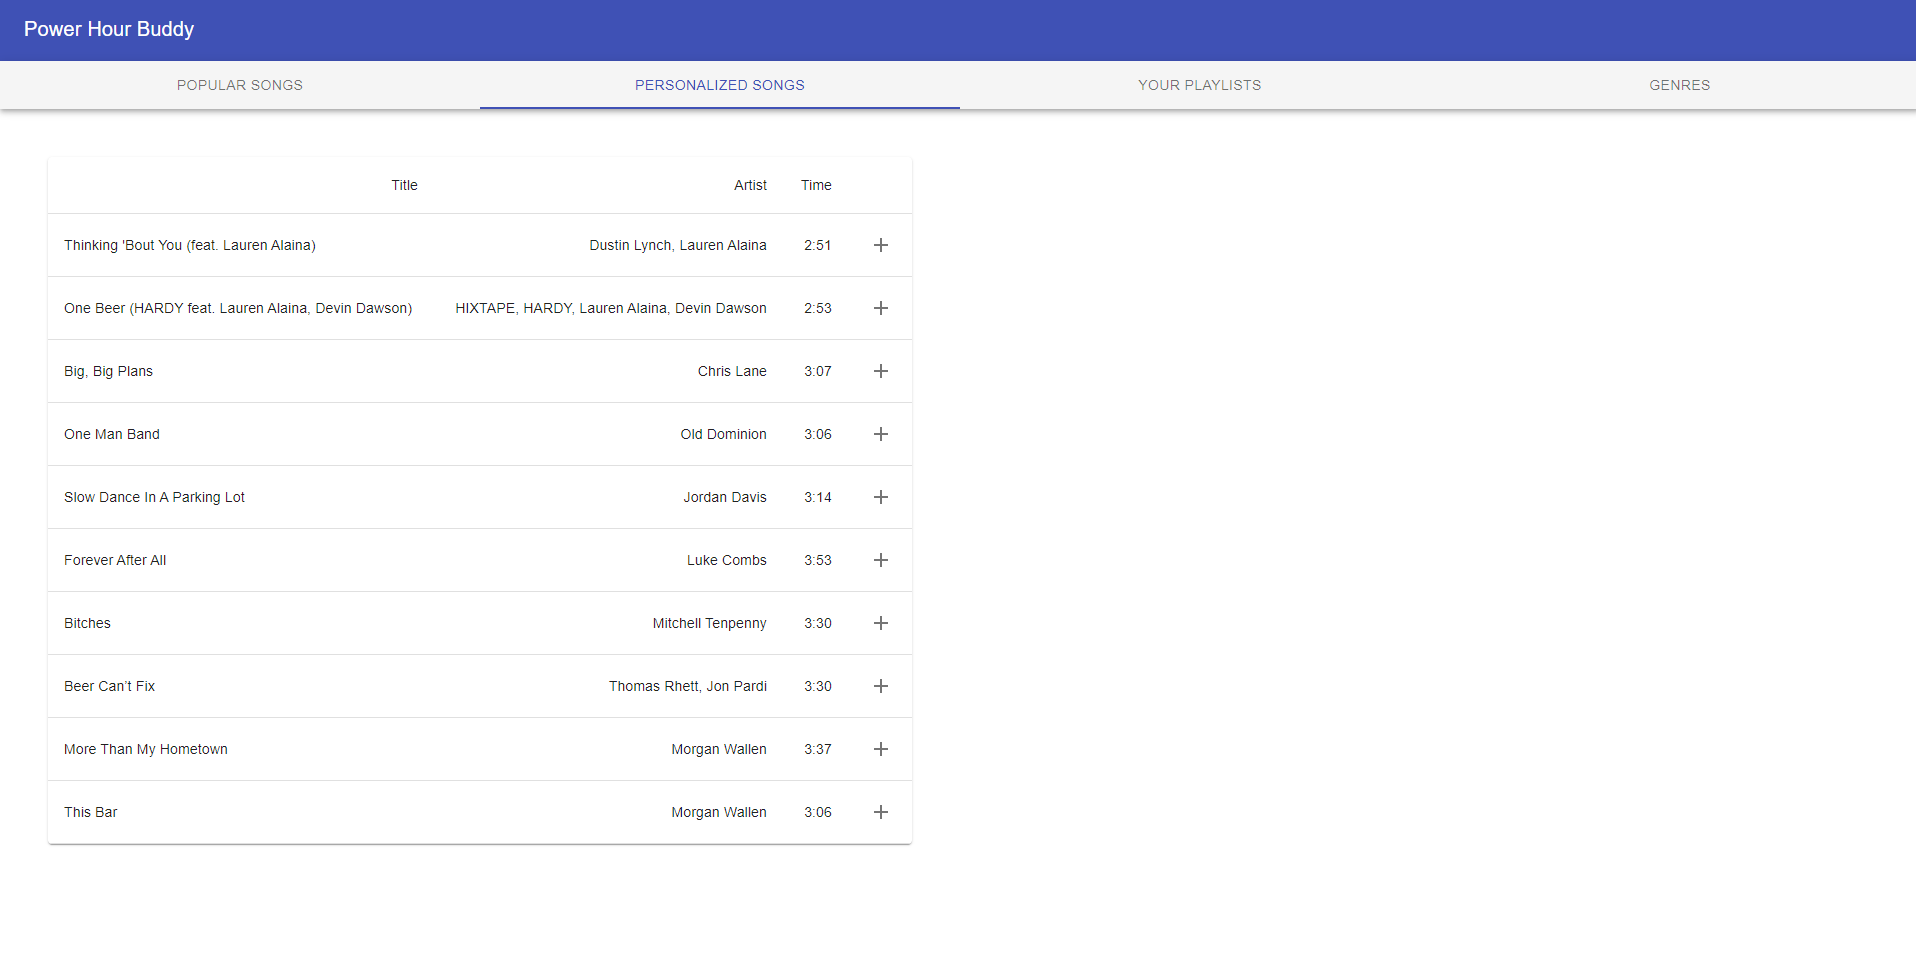 Power Hour Buddy
POPULAR SONGS PERSONALIZED SONGS YOUR PLAYLISTS GENRES
Title Artist Time
Thinking 'Bout You (feat. Lauren Alaina) Dustin Lynch, Lauren Alaina 2:51 +
One Beer (HARDY feat. Lauren Alaina, Devin Dawson) HIXTAPE, HARDY, Lauren Alaina, Devin Dawson 2:53 +
Big, Big Plans Chris Lane 3:07 +
One Man Band Old Dominion 3:06 +
Slow Dance In A Parking Lot Jordan Davis 3:14 +
Forever After All Luke Combs 3:53 +
Bitches Mitchell Tenpenny 3:30 +
Beer Can’t Fix Thomas Rhett, Jon Pardi 3:30 +
More Than My Hometown Morgan Wallen 3:37 +
This Bar Morgan Wallen 3:06 +